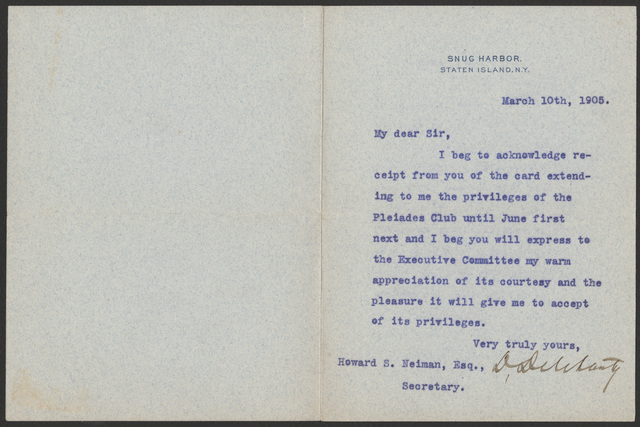 SNUG HARBOR.
STATEN ISLAND, N.Y.
March 10th, 1905.
My dear Sir,
I beg to acknowledge re-
ceipt from you of the card extend-
ing to me the privileges of the
Pleiades Club until June first
next and I beg you will express to
the Executive Committee my warm
appreciation of its courtesy and the
pleasure it will give me to accept
of its privileges.
Very truly yours,
Howard S. Neiman, Esq., D. Delehanty
Secretary.